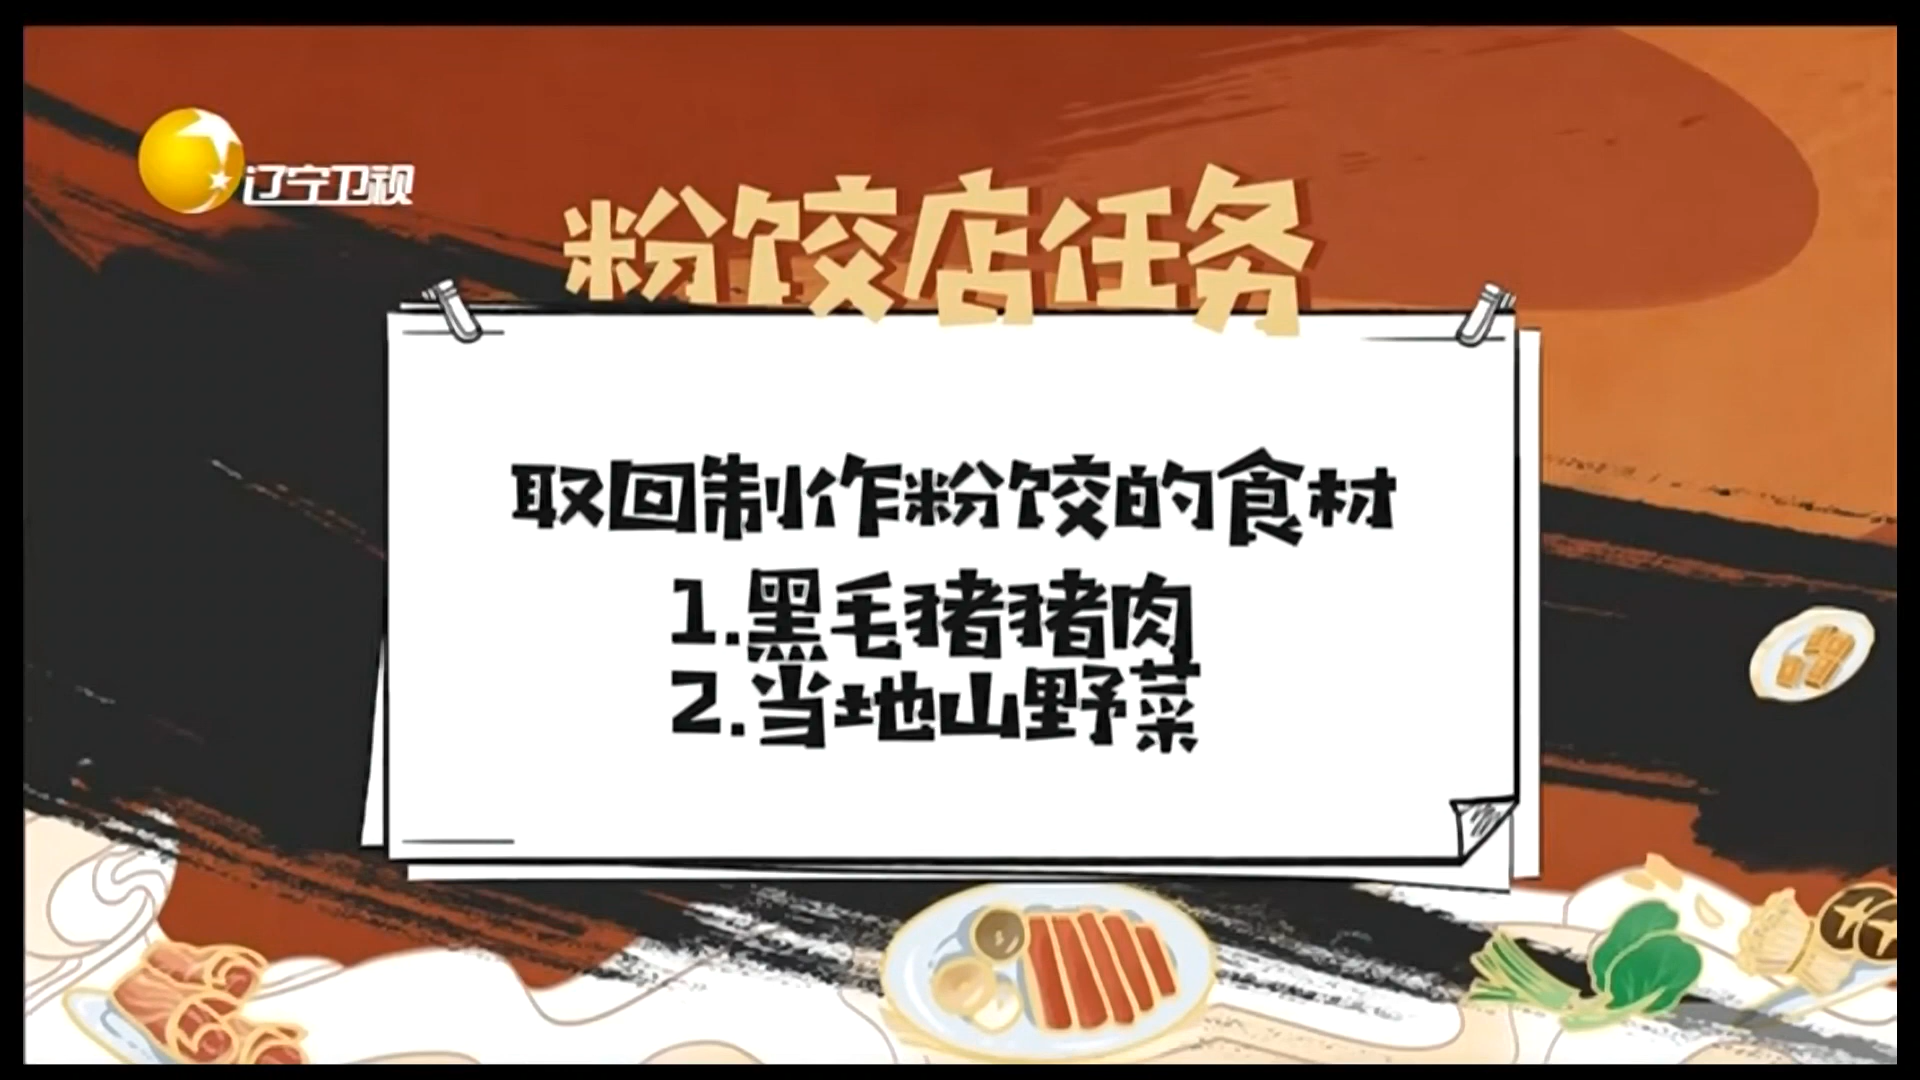 辽宁卫视
粉饺店任务
取回制作粉饺的食材
1.黑毛猪猪肉
2.当地山野菜